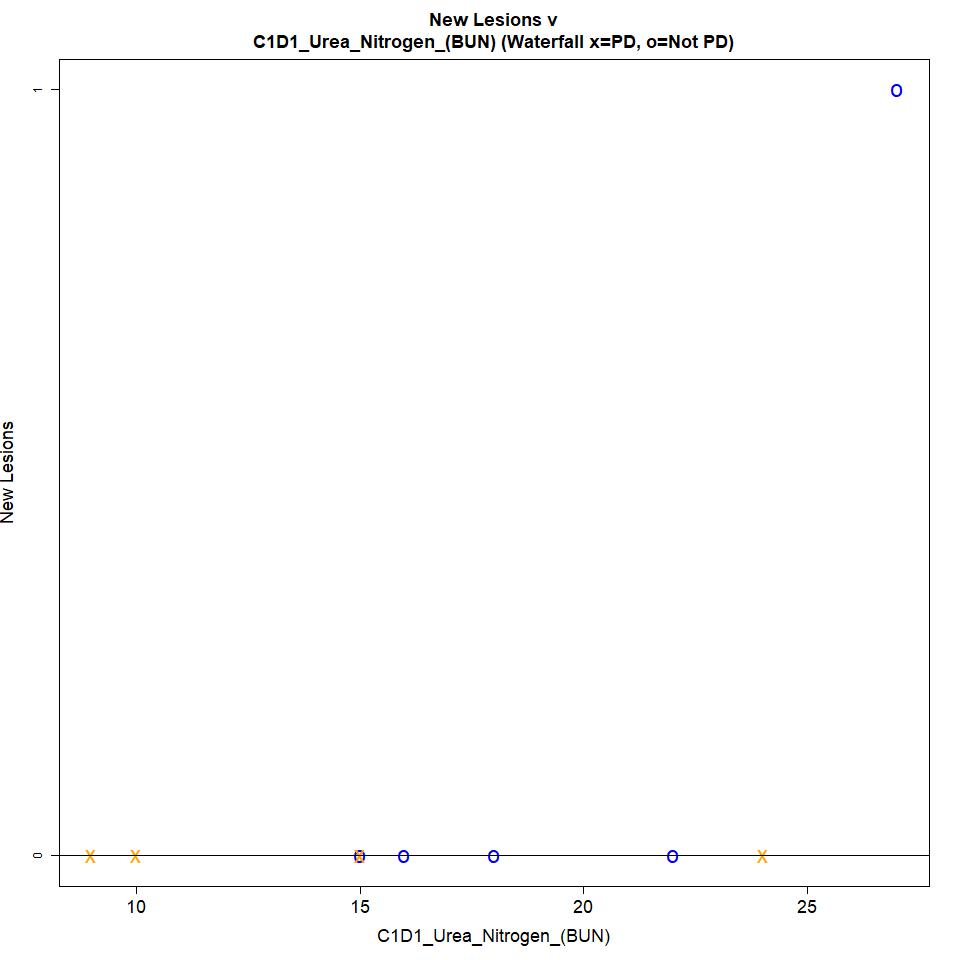 New Lesions v
C1D1_Urea_Nitrogen_(BUN) (Waterfall x=PD, o=Not PD)
1
New Lesions
0
o
x x o x o o o x
10 15 20 25
C1D1_Urea_Nitrogen_(BUN)